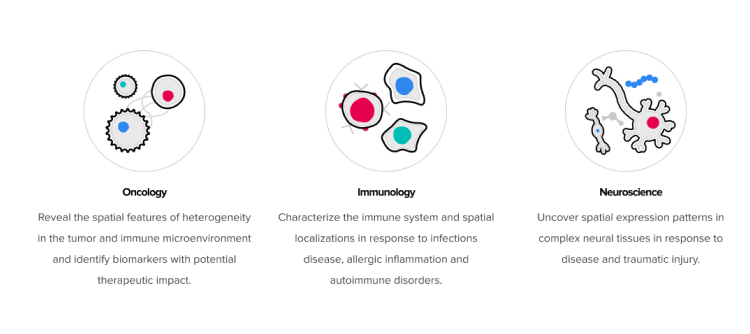 Oncology
Reveal the spatial features of heterogeneity
in the tumor and immune microenvironment
and identify biomarkers with potential
therapeutic impact.
Immunology
Characterize the immune system and spatial
localizations in response to infections
disease, allergic inflammation and
autoimmune disorders.
Neuroscience
Uncover spatial expression patterns in
complex neural tissues in response to
disease and traumatic injury.